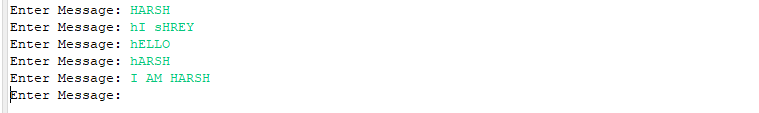 Enter Message: HARSH
Enter Message: hI sHREY
Enter Message: hELLO
Enter Message: hARSH
Enter Message: I AM HARSH
Enter Message: